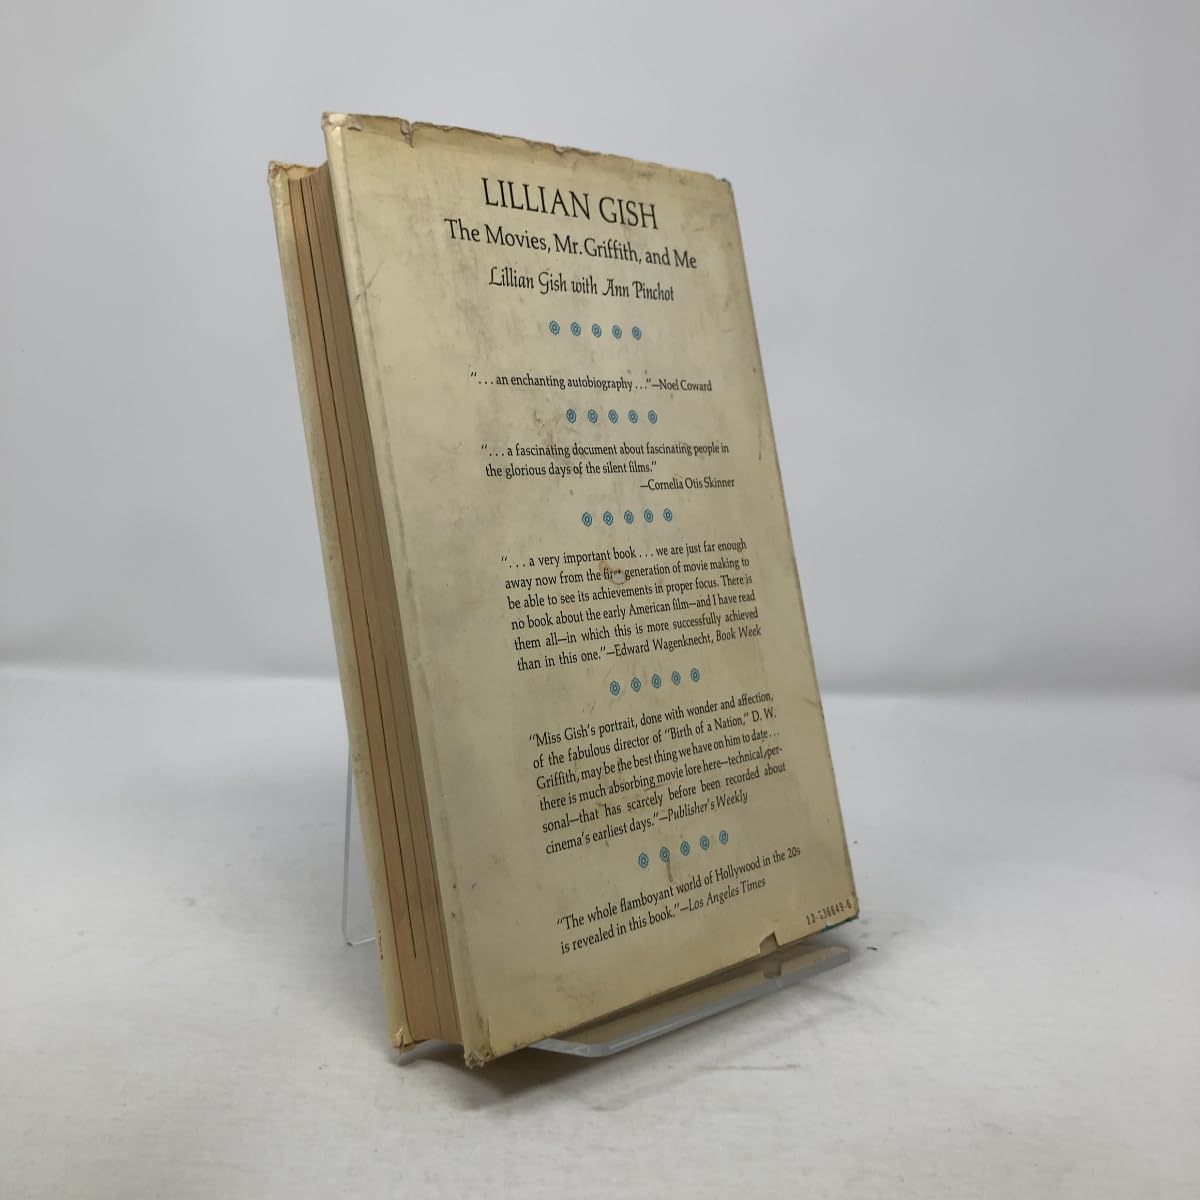 LILLIAN GISH
The Movies, Mr. Griffith, and Me
Lillian Gish with Ann Pinchot
". . . an enchanting autobiography . . ."—Noel Coward
". . . a fascinating document about fascinating people in
the glorious days of the silent films."
—Cornelia Otis Skinner
". . . a very important book . . . we are just far enough
away now from the first generation of movie making to
be able to see its achievements in proper focus. There is
no book about the early American film—and I have read
them all—in which this is more successfully achieved
than in this one."—Edward Wagenknecht, Book Week
"Miss Gish's portrait, done with wonder and affection,
of the fabulous director of "Birth of a Nation," D. W.
Griffith, may be the best thing we have on him to date . . .
there is much absorbing movie lore here—technical, per-
sonal—that has scarcely before been recorded about
cinema's earliest days."—Publisher's Weekly
"The whole flamboyant world of Hollywood in the 20s
is revealed in this book."—Los Angeles Times
13-536649-6